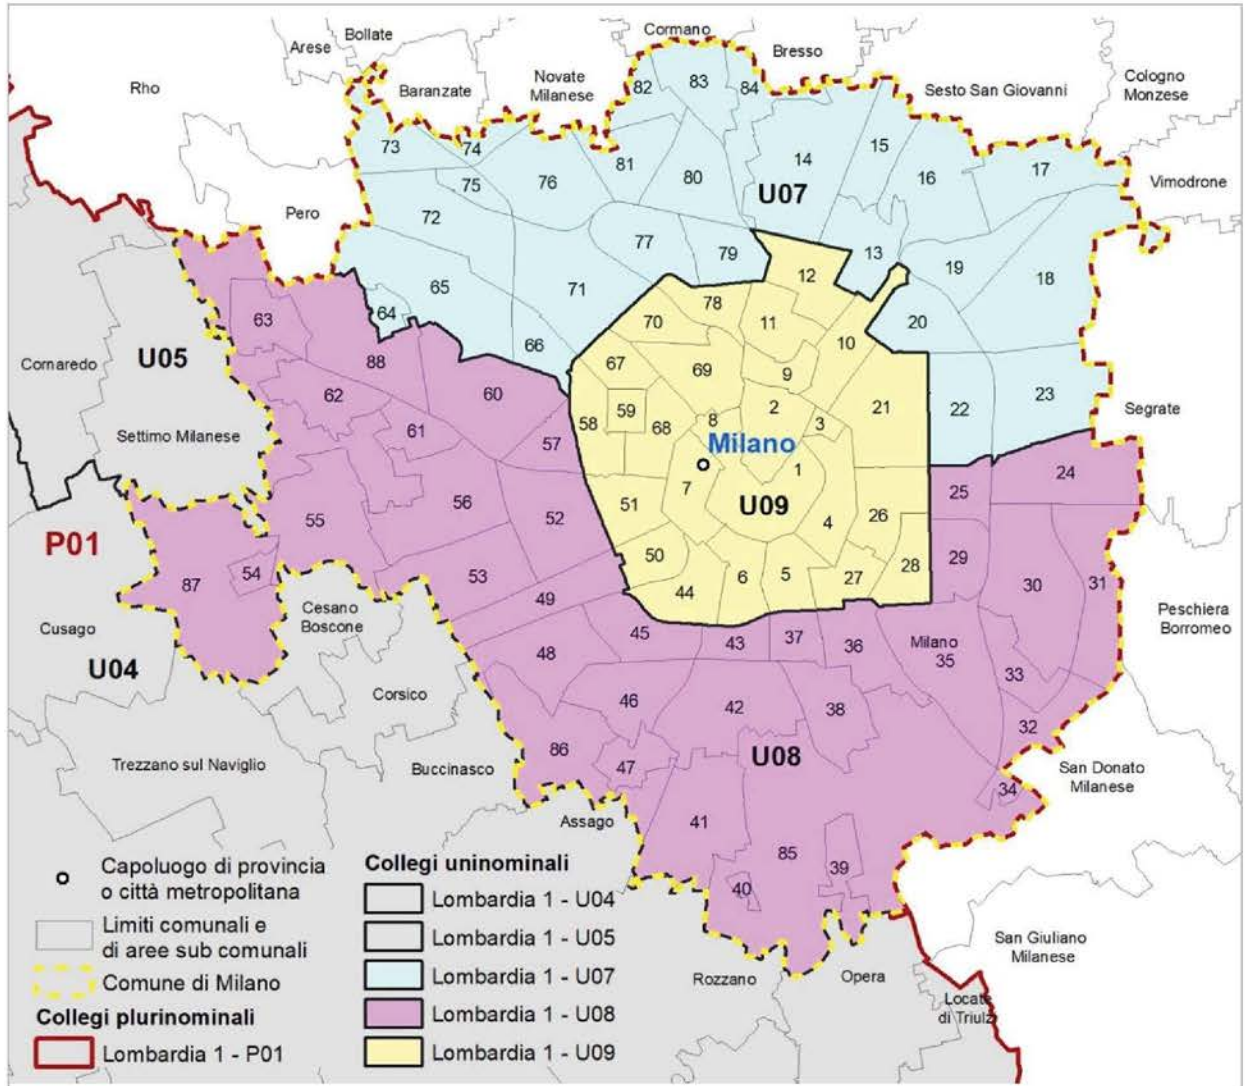 Cormano
Bollate
Arese
Bresso
Rho
Baranzate
Novate
Milanese
Sesto San Giovanni
Cologno
Monzese
82
83
84
73
74
81
14
15
16
17
75
76
80
U07
Vimodrone
Pero
72
77
79
13
19
18
12
65
71
78
64
63
70
11
20
66
10
Cornaredo
U05
88
67
69
9
62
60
59
2
21
22
23
Segrate
58
68
8
3
Settimo Milanese
61
57
Milano
1
24
7
U09
25
51
56
52
55
4
26
P01
50
28
29
87
54
53
6
5
27
30
31
49
44
Cesano
Boscone
Cusago
Peschiera
Borromeo
45
43
37
36
Milano
35
U04
48
33
Corsico
46
42
38
32
86
U08
Trezzano sul Naviglio
Buccinasco
47
San Donato
Milanese
34
Assago
41
85
39
40
Rozzano
Opera
San Giuliano
Milanese
Locate
di Triulzi
Capoluogo di provincia
o città metropolitana
Limiti comunali e
di aree sub comunali
Comune di Milano
Collegi plurinominali
Lombardia 1 - P01
Collegi uninominali
Lombardia 1 - U04
Lombardia 1 - U05
Lombardia 1 - U07
Lombardia 1 - U08
Lombardia 1 - U09